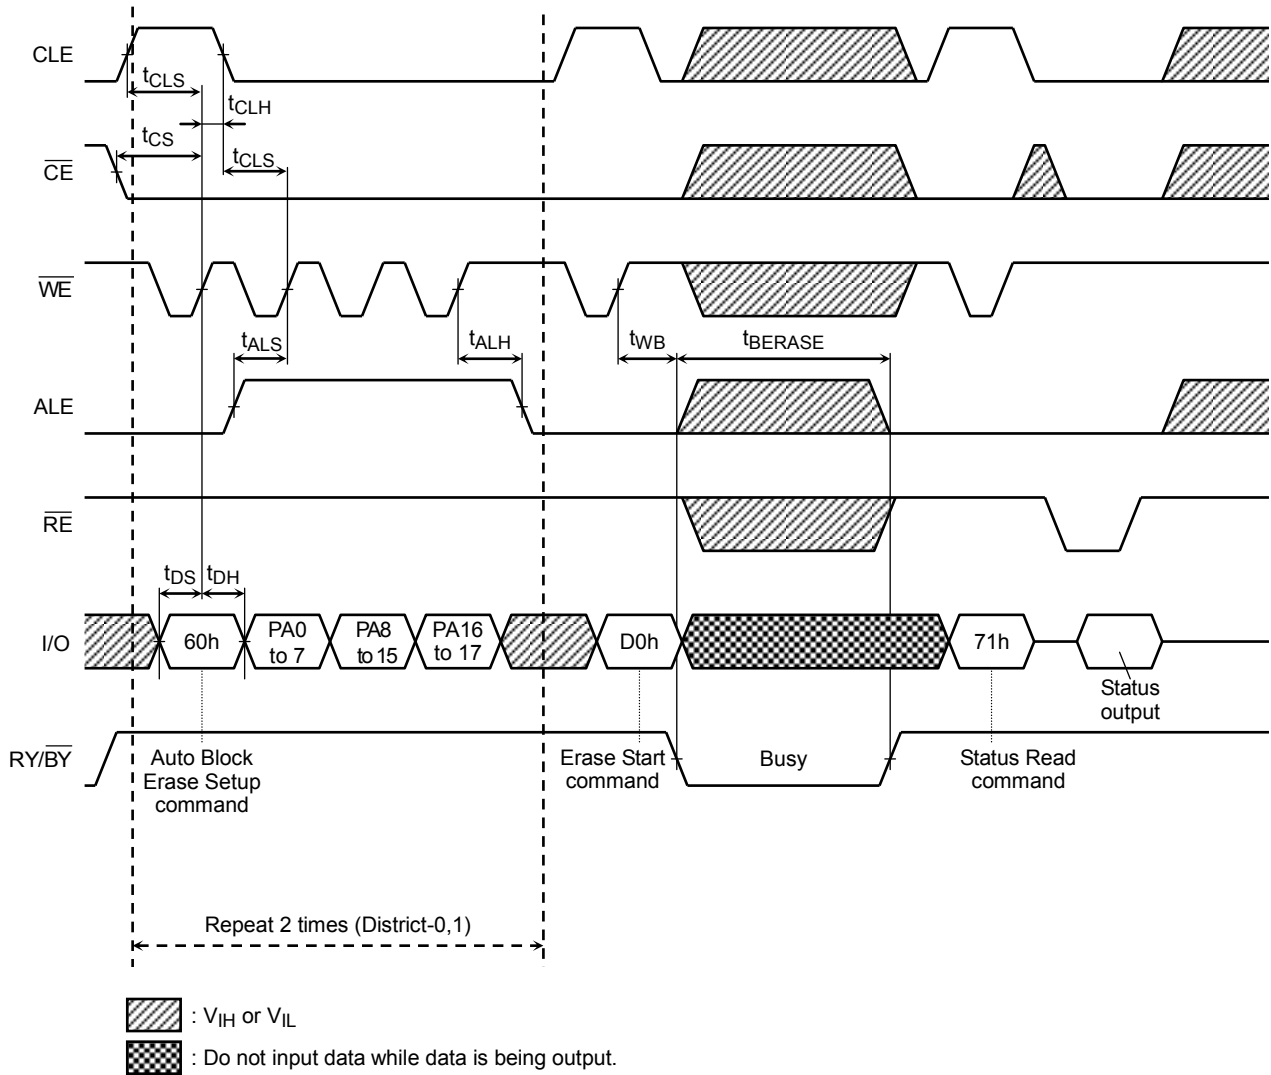 CLE
tCLS
tCLH
tCS
tCLS
CE
WE
tALS
tALH
tWB
tBERASE
ALE
RE
tDS
tDH
I/O
60h
PA0
to 7
PA8
to 15
PA16
to 17
D0h
71h
Status
output
RY/BY
Auto Block
Erase Setup
command
Erase Start
command
Busy
Status Read
command
Repeat 2 times (District-0,1)
: VIH or VIL
: Do not input data while data is being output.